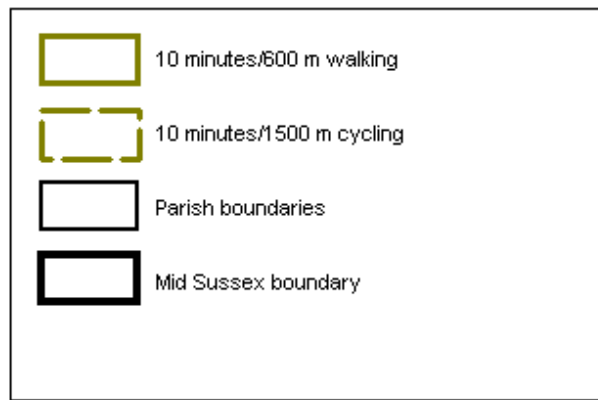 10 minutes/600 m walking
10 minutes/1500 m cycling
Parish boundaries
Mid Sussex boundary